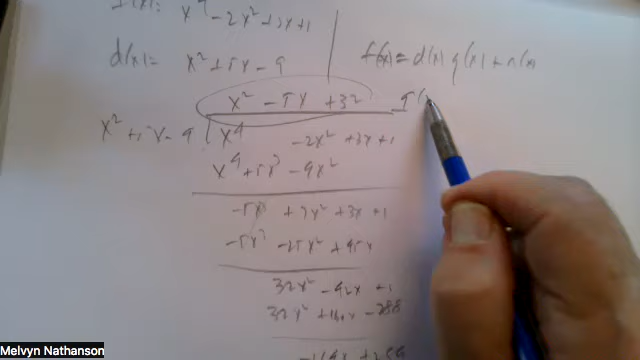 f(x) = x⁴ - 2x² + 3x + 1
d(x) = x² + 5x - 9
f(x) = d(x) q(x) + r(x)
x² - 5x + 32
q(
x² + 5x - 9 x⁴ - 2x² + 3x + 1
x⁴ + 5x³ - 9x²
-5x³ + 7x² + 3x + 1
-5x³ - 25x² + 45x
32x² - 42x + 1
32x² + 160x - 288
Melvyn Nathanson